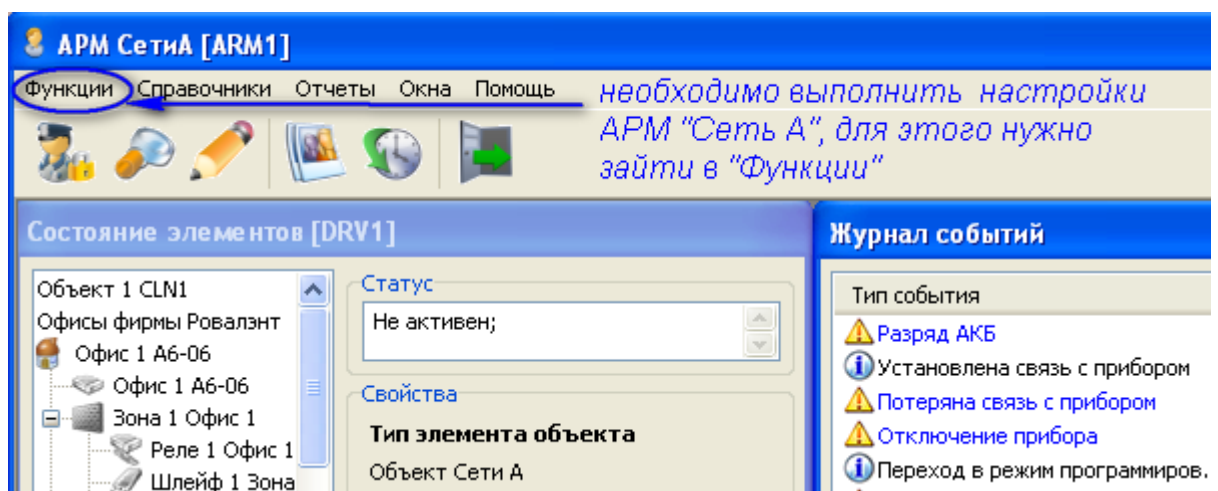 АРМ СетиА [ARM1]
Функции Справочники Отчеты Окна Помощь
необходимо выполнить настройки
АРМ "Сеть А", для этого нужно
зайти в "Функции"
Состояние элементов [DRV1]
Объект 1 CLN1
Офисы фирмы Ровалэнт
Офис 1 А6-06
Офис 1 А6-06
Зона 1 Офис 1
Реле 1 Офис 1
Шлейф 1 Зона
Статус
Не активен;
Свойства
Тип элемента объекта
Объект Сети А
Журнал событий
Тип события
Разряд АКБ
Установлена связь с прибором
Потеряна связь с прибором
Отключение прибора
Переход в режим программиров.